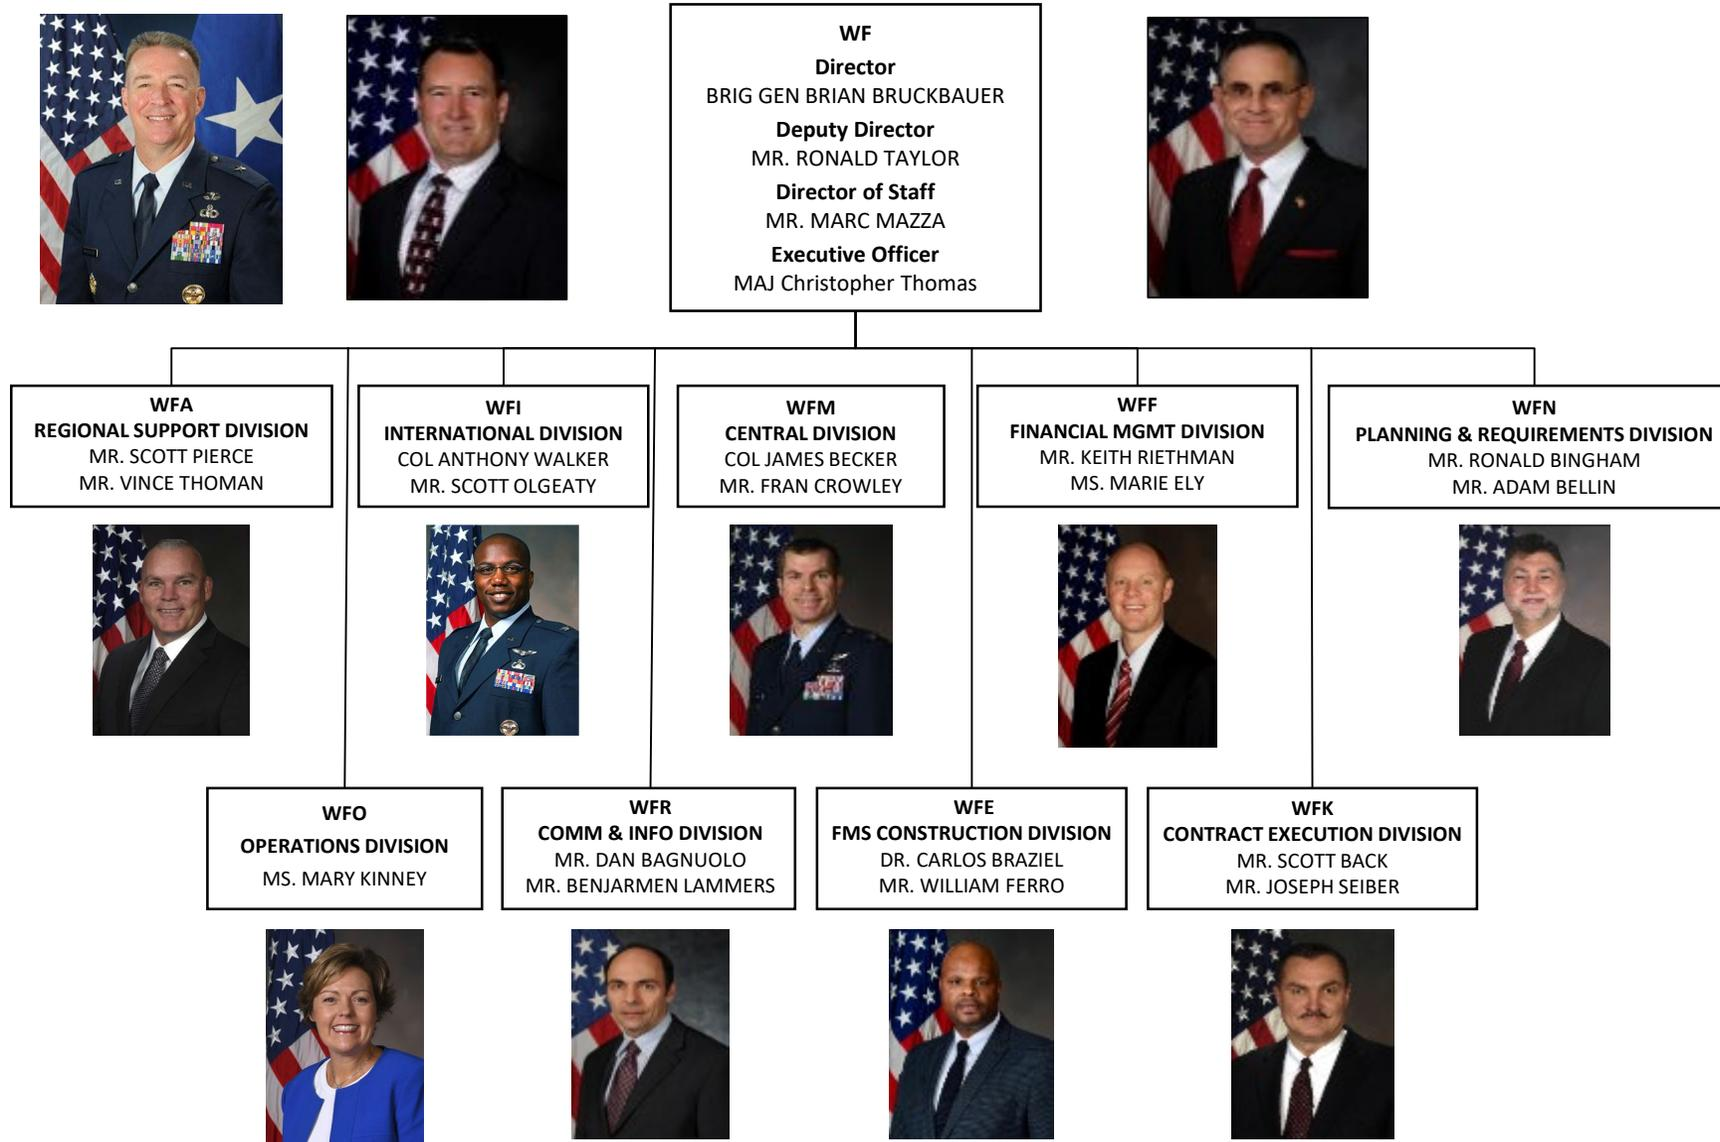 WF
Director
BRIG GEN BRIAN BRUCKBAUER
Deputy Director
MR. RONALD TAYLOR
Director of Staff
MR. MARC MAZZA
Executive Officer
MAJ Christopher Thomas
WFA
REGIONAL SUPPORT DIVISION
MR. SCOTT PIERCE
MR. VINCE THOMAN
WFI
INTERNATIONAL DIVISION
COL ANTHONY WALKER
MR. SCOTT OLGEATY
WFM
CENTRAL DIVISION
COL JAMES BECKER
MR. FRAN CROWLEY
WFF
FINANCIAL MGMT DIVISION
MR. KEITH RIETHMAN
MS. MARIE ELY
WFN
PLANNING & REQUIREMENTS DIVISION
MR. RONALD BINGHAM
MR. ADAM BELLIN
WFO
OPERATIONS DIVISION
MS. MARY KINNEY
WFR
COMM & INFO DIVISION
MR. DAN BAGNUOLO
MR. BENJARMEN LAMMERS
WFE
FMS CONSTRUCTION DIVISION
DR. CARLOS BRAZIEL
MR. WILLIAM FERRO
WFK
CONTRACT EXECUTION DIVISION
MR. SCOTT BACK
MR. JOSEPH SEIBER